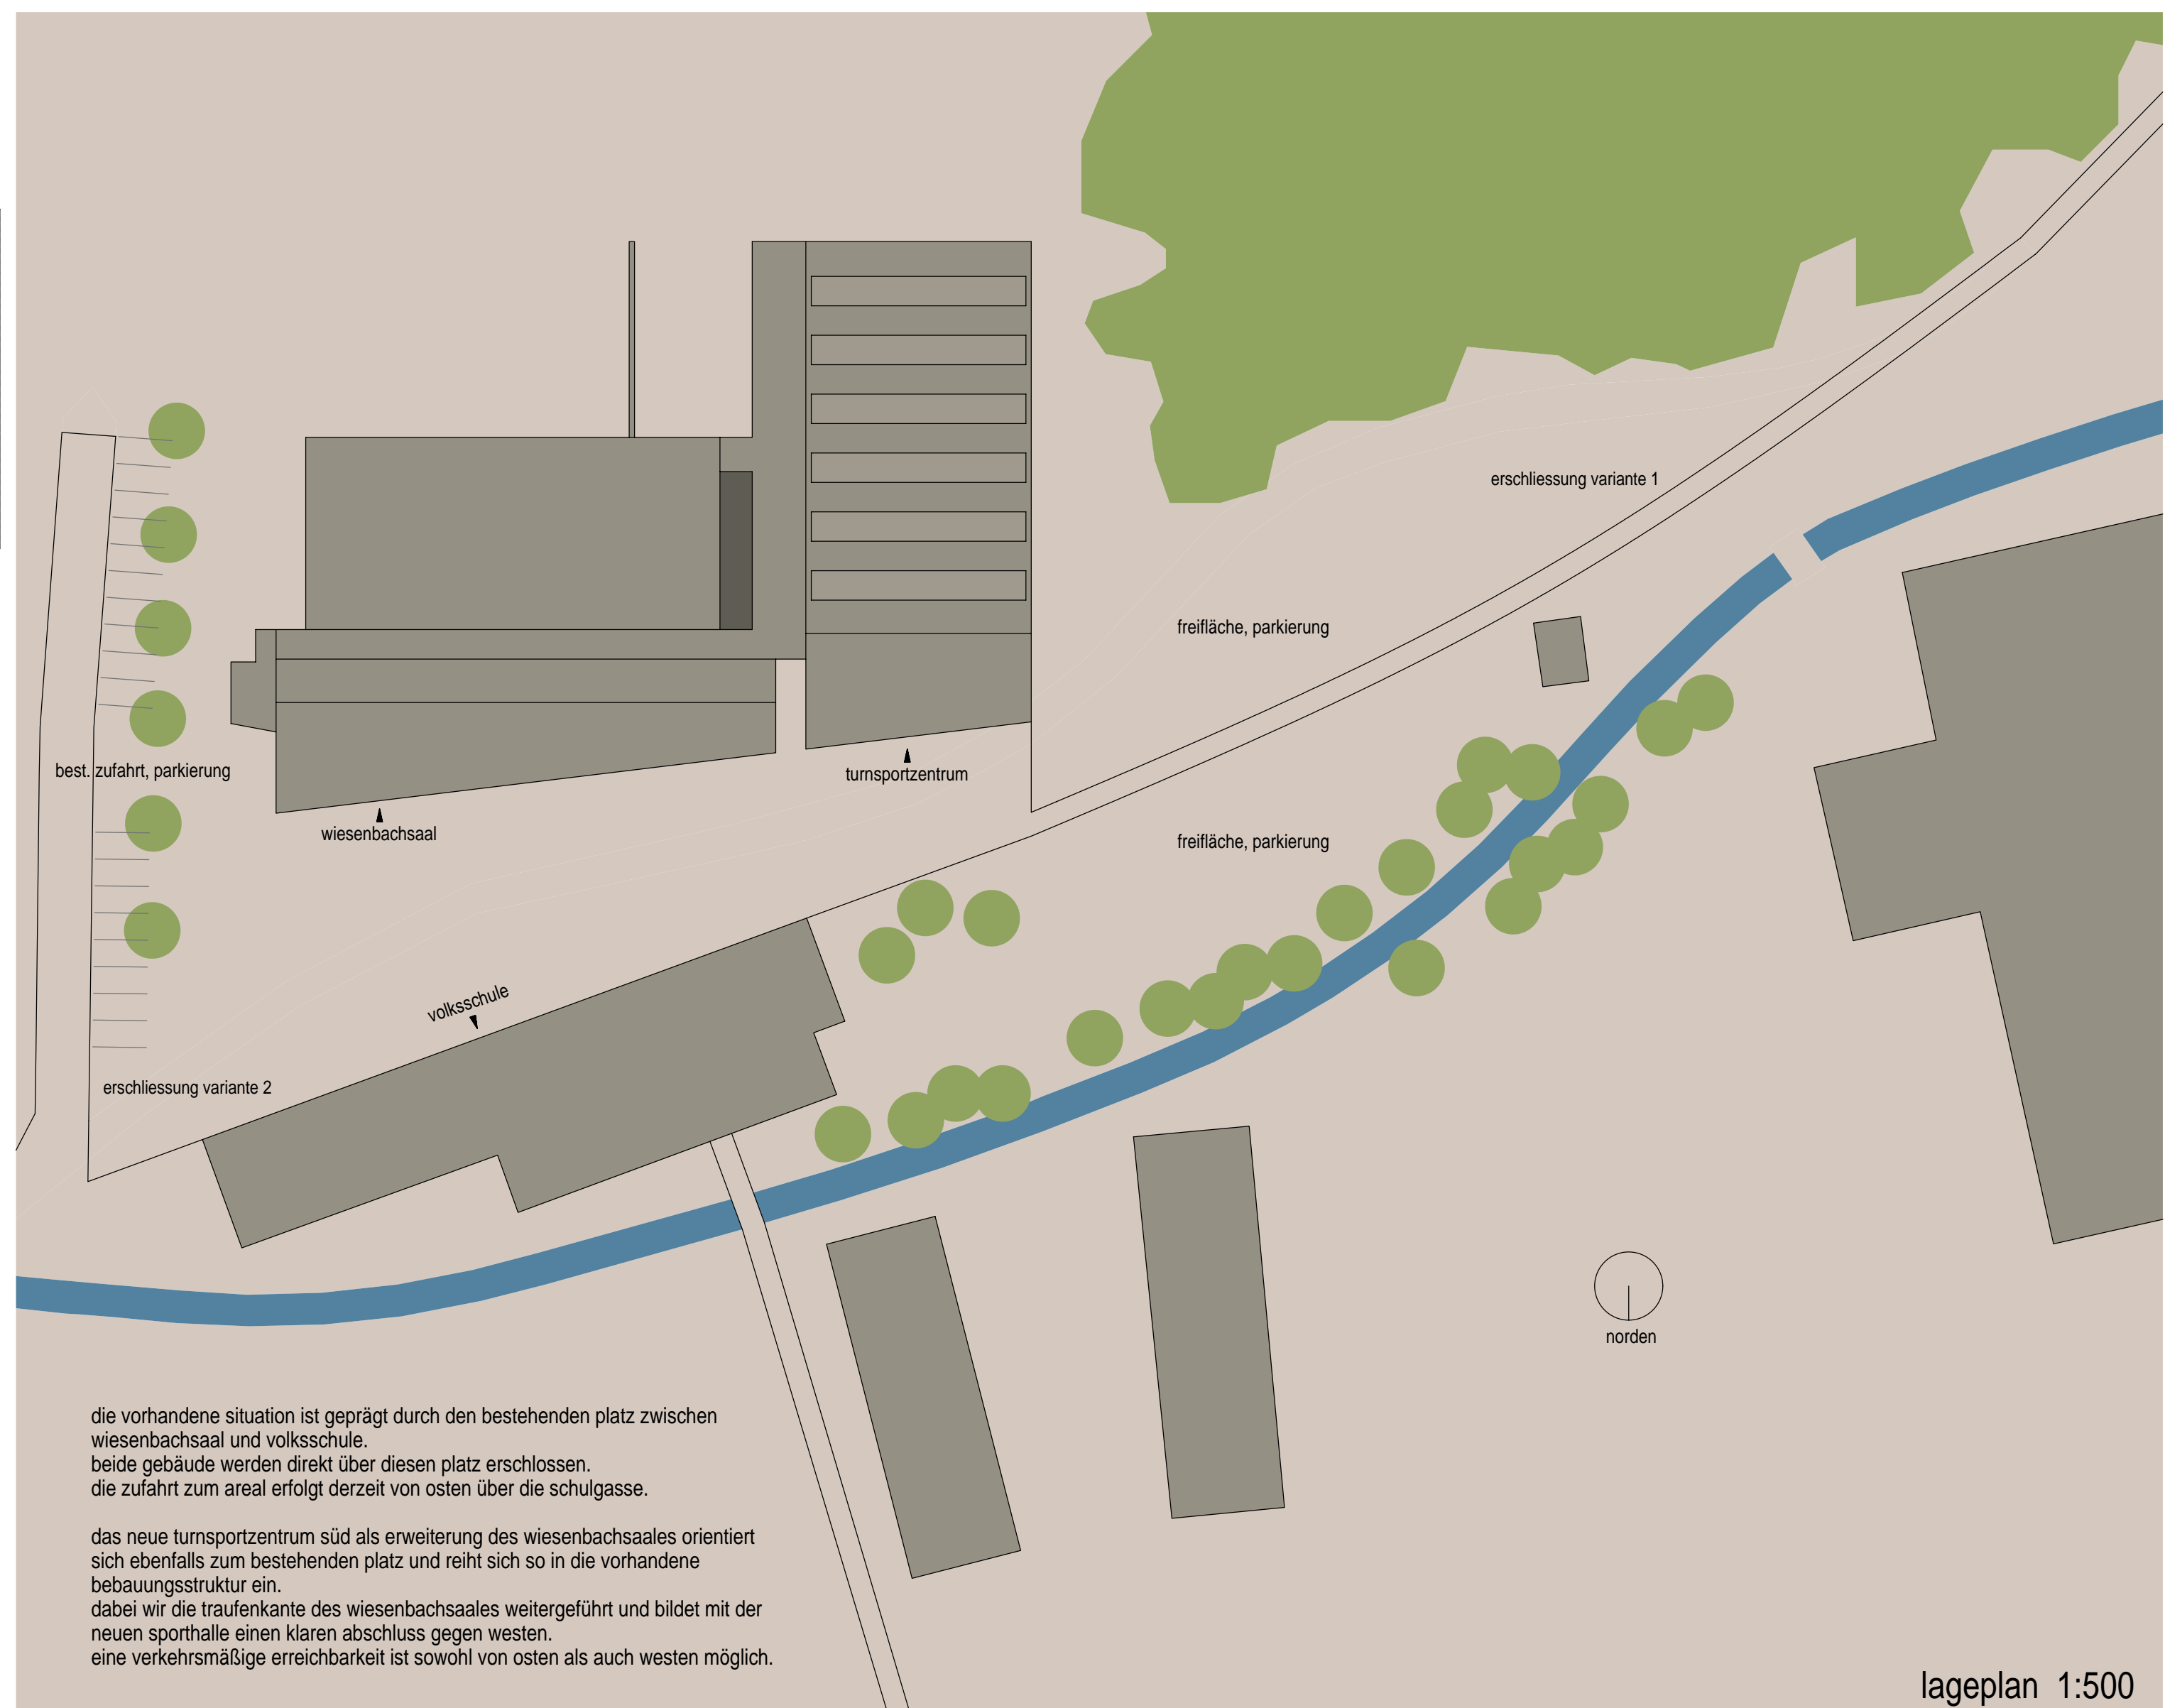 erschliessung variante 1
freifläche, parkierung
best. zufahrt, parkierung
turnsportzentrum
wiesenbachsaal
freifläche, parkierung
volksschule
erschliessung variante 2
norden
die vorhandene situation ist geprägt durch den bestehenden platz zwischen
wiesenbachsaal und volksschule.
beide gebäude werden direkt über diesen platz erschlossen.
die zufahrt zum areal erfolgt derzeit von osten über die schulgasse.
das neue turnsportzentrum süd als erweiterung des wiesenbachsaales orientiert
sich ebenfalls zum bestehenden platz und reiht sich so in die vorhandene
bebauungsstruktur ein.
dabei wir die traufenkante des wiesenbachsaales weitergeführt und bildet mit der
neuen sporthalle einen klaren abschluss gegen westen.
eine verkehrsmäßige erreichbarkeit ist sowohl von osten als auch westen möglich.
lageplan 1:500